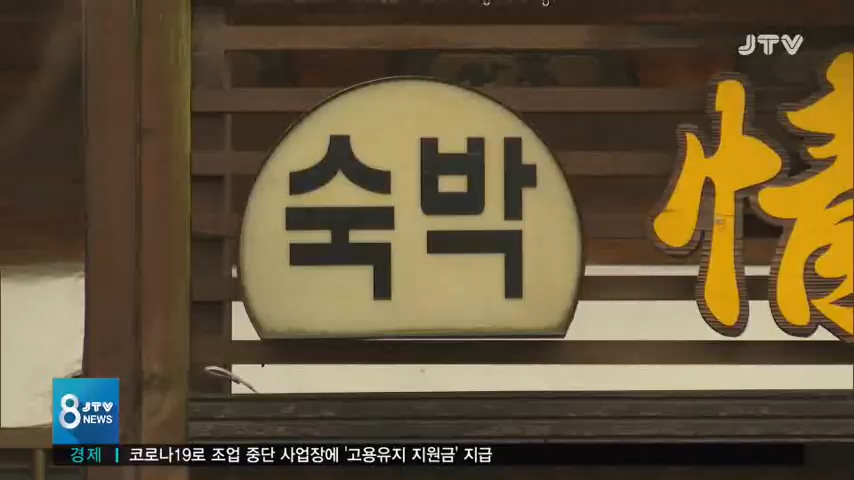 JTV
숙박
情
8 JTV
NEWS
경제 | 코로나19로 조업 중단 사업장에 '고용유지 지원금' 지급